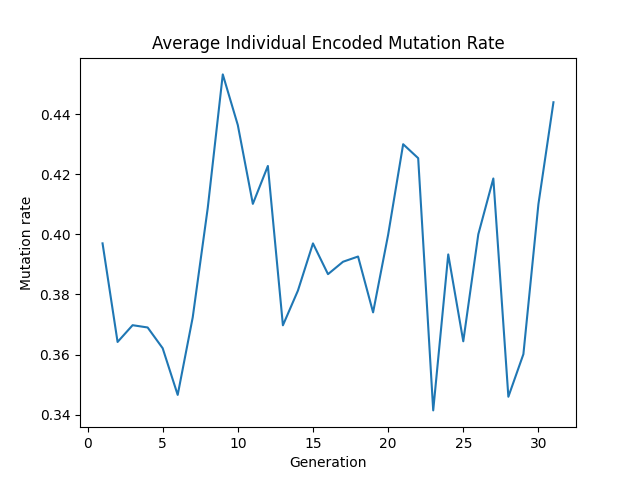 Average Individual Encoded Mutation Rate
0.44
0.42
0.40
0.38
0.36
0.34
Mutation rate
0 5 10 15 20 25 30
Generation